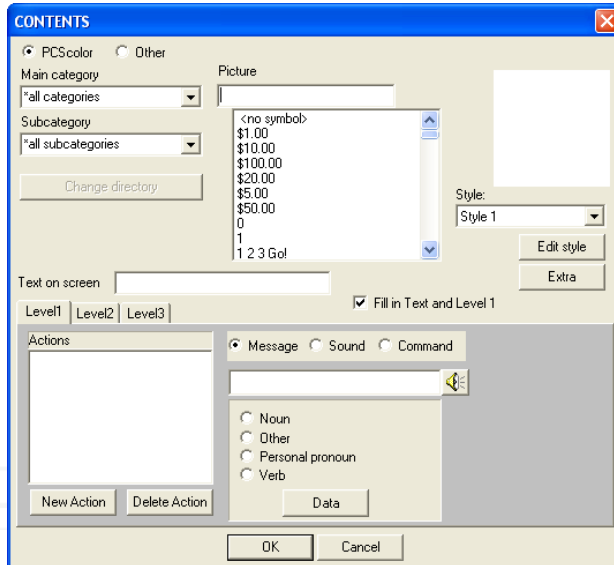 CONTENTS
PCScolor Other
Main category
*all categories
Subcategory
*all subcategories
Change directory
Picture
<no symbol>
$1.00
$10.00
$100.00
$20.00
$5.00
$50.00
0
1
1 2 3 Go!
Style:
Style 1
Edit style
Extra
Text on screen
Fill in Text and Level 1
Level1 Level2 Level3
Actions
New Action Delete Action
Message Sound Command
Noun
Other
Personal pronoun
Verb
Data
OK Cancel